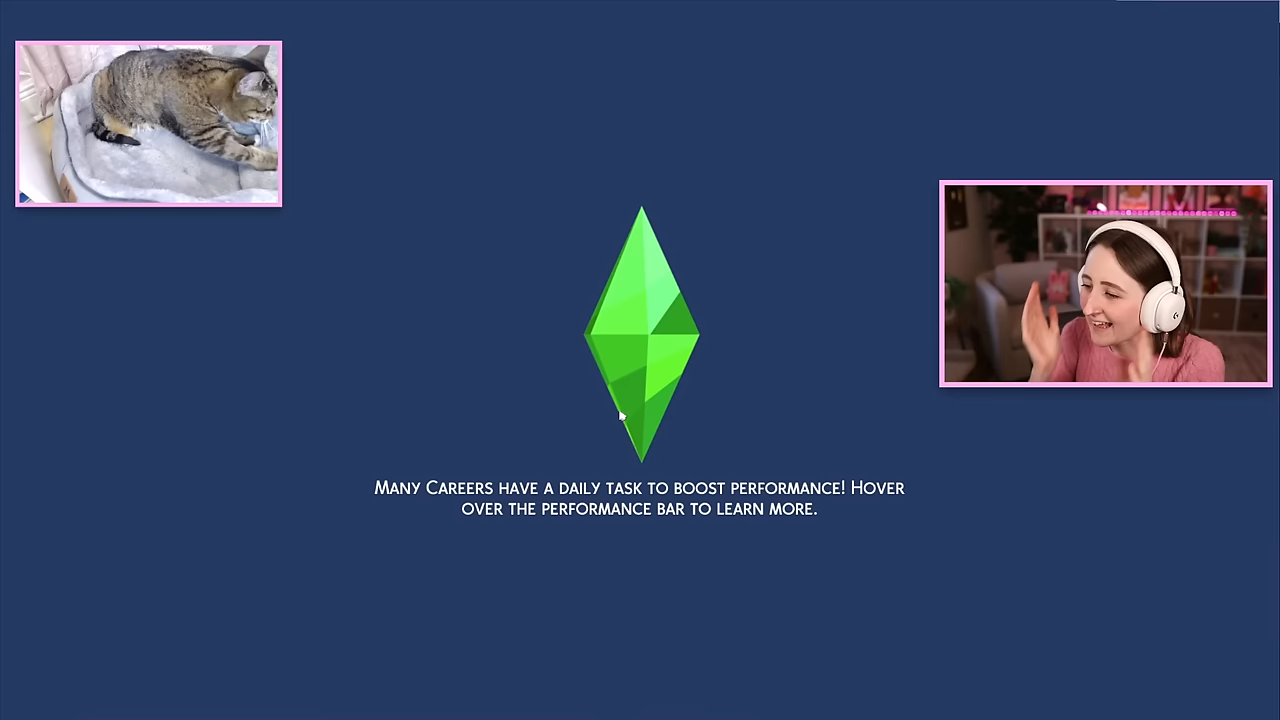 Many Careers have a daily task to boost performance! Hover
over the performance bar to learn more.